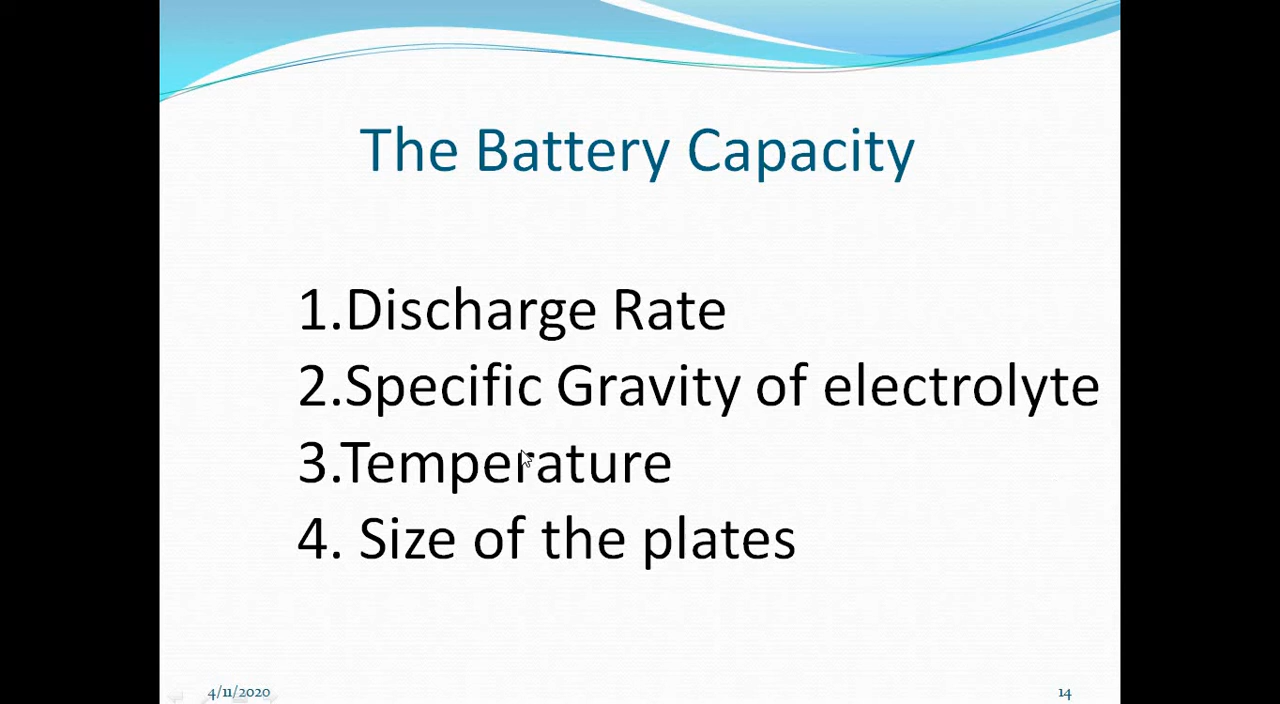 The Battery Capacity
1.Discharge Rate
2.Specific Gravity of electrolyte
3.Temperature
4. Size of the plates
4/11/2020
14